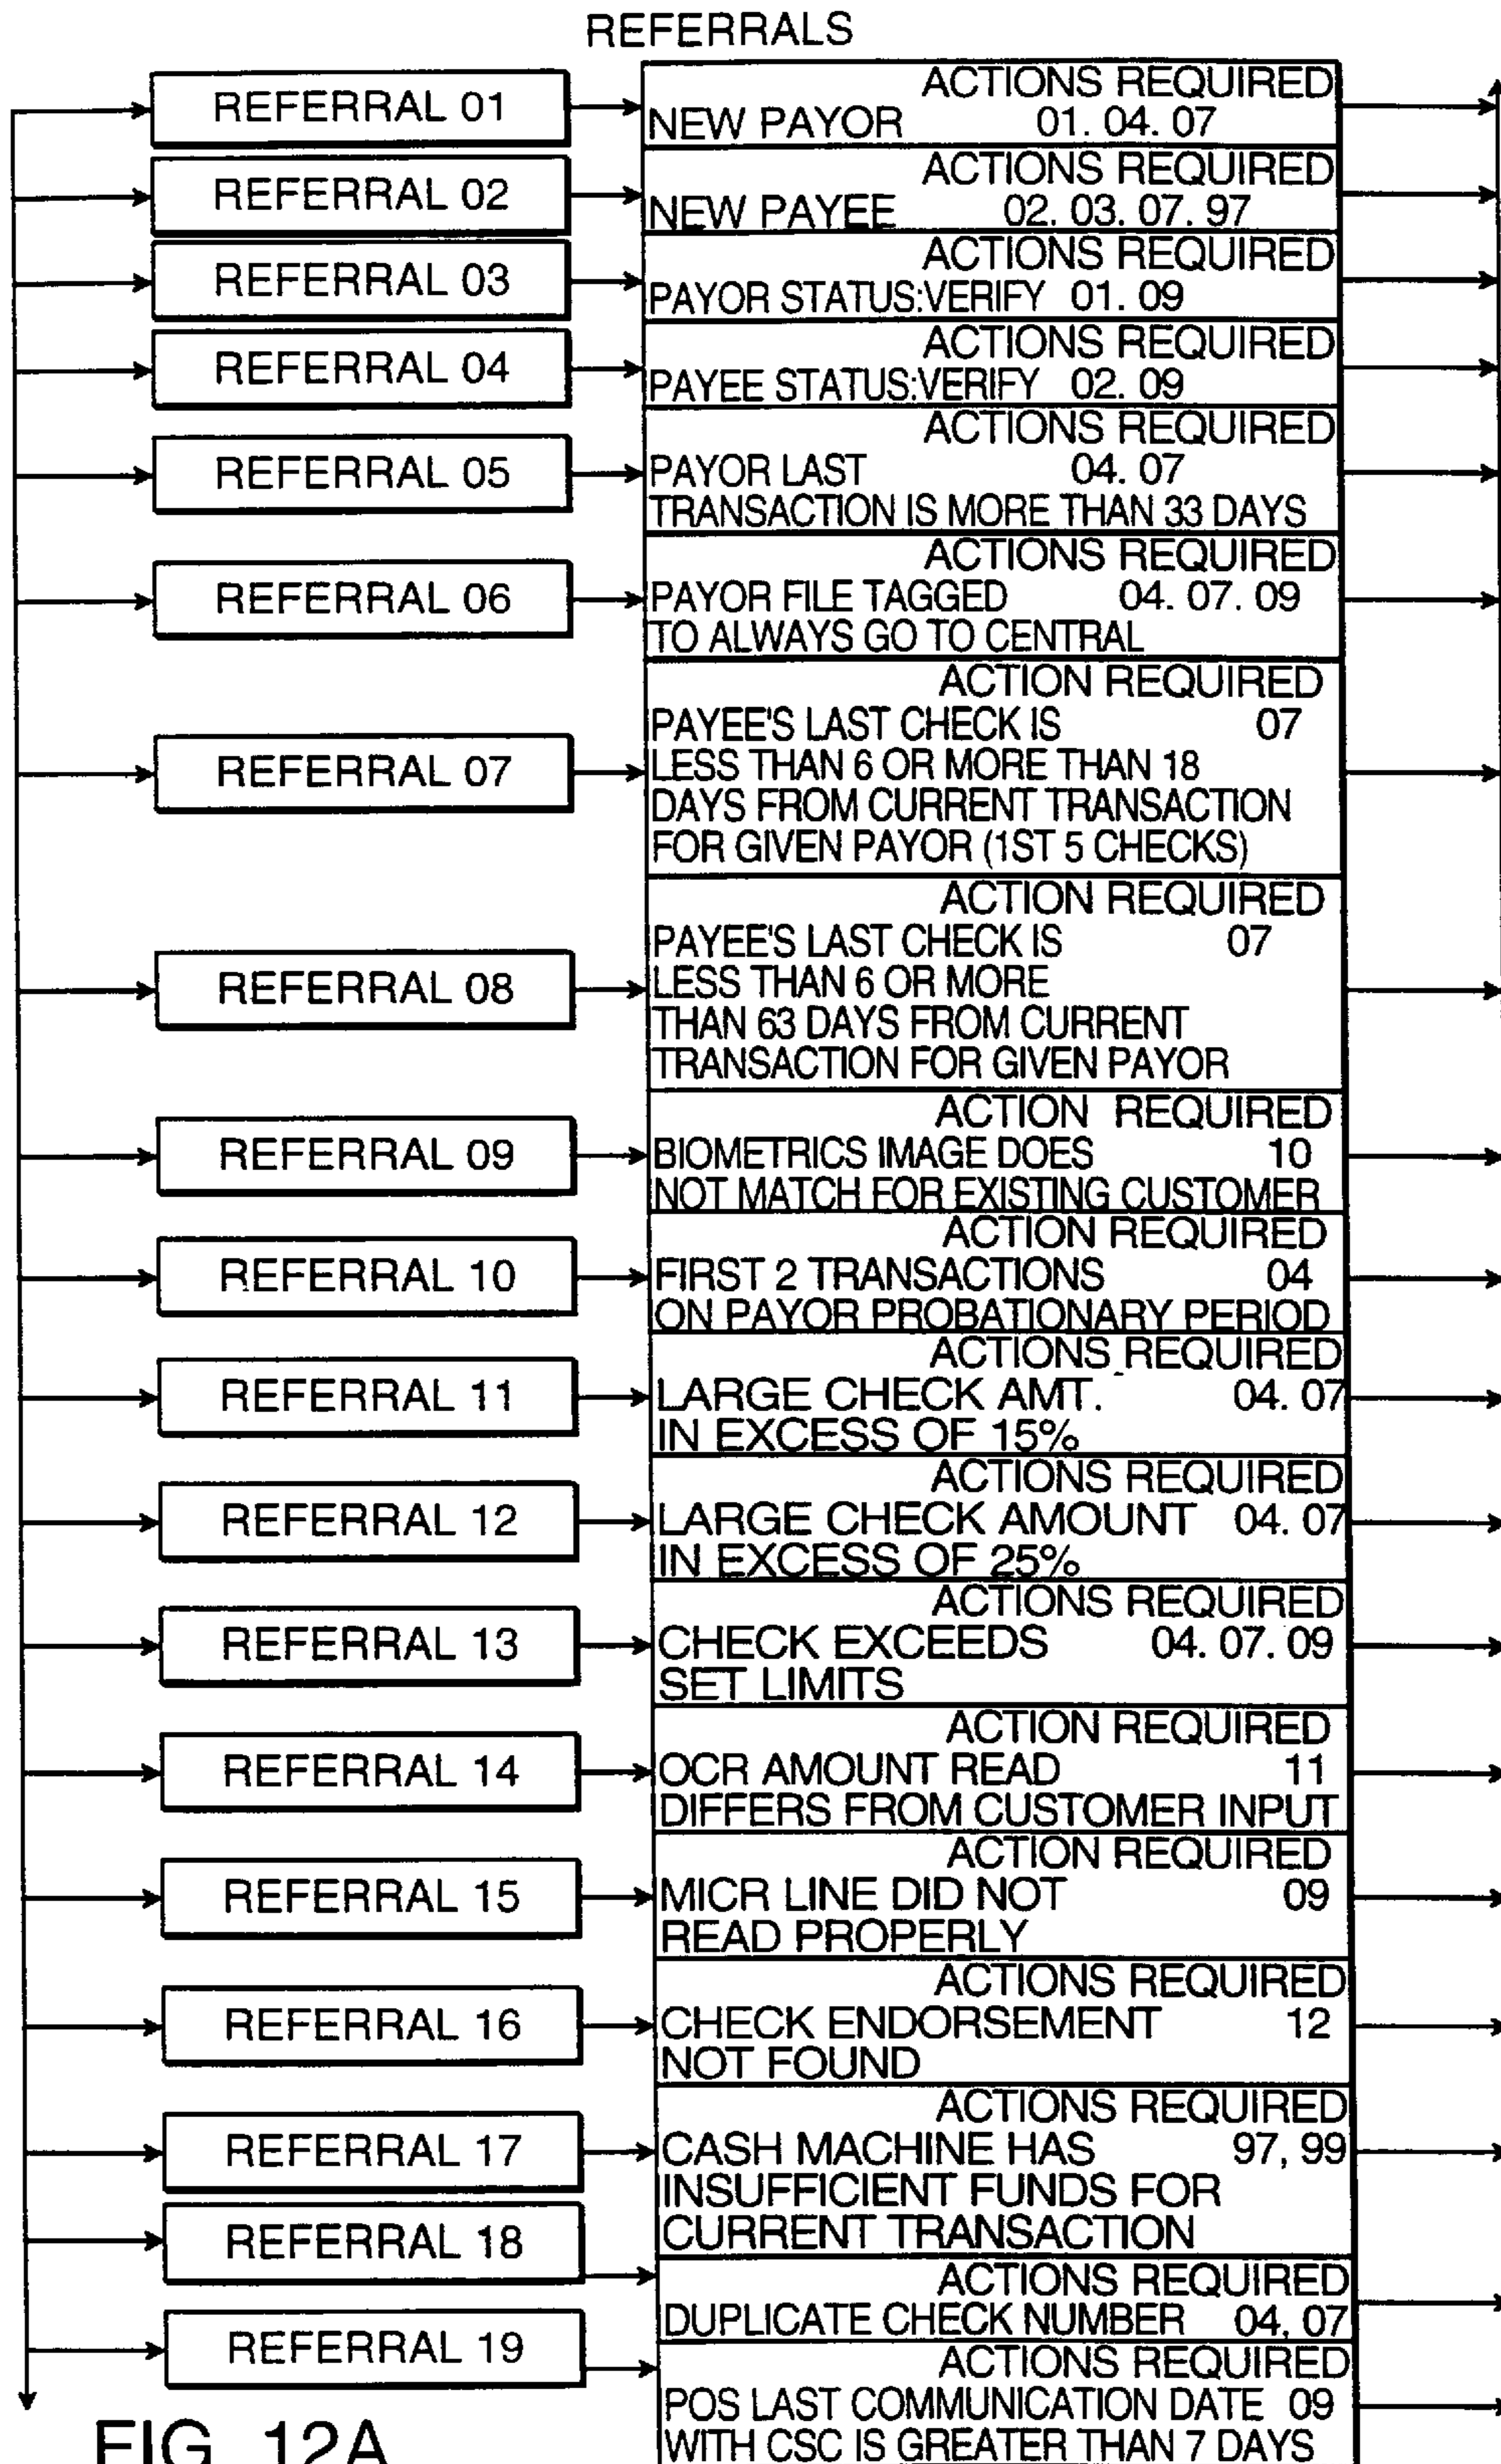 REFERRALS
REFERRAL 01
ACTIONS REQUIRED
NEW PAYOR 01. 04. 07
REFERRAL 02
ACTIONS REQUIRED
NEW PAYEE 02. 03. 07. 97
REFERRAL 03
ACTIONS REQUIRED
PAYOR STATUS:VERIFY 01. 09
REFERRAL 04
ACTIONS REQUIRED
PAYEE STATUS:VERIFY 02. 09
REFERRAL 05
ACTIONS REQUIRED
PAYOR LAST 04. 07
TRANSACTION IS MORE THAN 33 DAYS
REFERRAL 06
ACTIONS REQUIRED
PAYOR FILE TAGGED 04. 07. 09
TO ALWAYS GO TO CENTRAL
REFERRAL 07
ACTION REQUIRED
PAYEE'S LAST CHECK IS 07
LESS THAN 6 OR MORE THAN 18
DAYS FROM CURRENT TRANSACTION
FOR GIVEN PAYOR (1ST 5 CHECKS)
REFERRAL 08
ACTION REQUIRED
PAYEE'S LAST CHECK IS 07
LESS THAN 6 OR MORE
THAN 63 DAYS FROM CURRENT
TRANSACTION FOR GIVEN PAYOR
REFERRAL 09
ACTION REQUIRED
BIOMETRICS IMAGE DOES 10
NOT MATCH FOR EXISTING CUSTOMER
REFERRAL 10
ACTION REQUIRED
FIRST 2 TRANSACTIONS 04
ON PAYOR PROBATIONARY PERIOD
REFERRAL 11
ACTIONS REQUIRED
LARGE CHECK AMT. 04. 07
IN EXCESS OF 15%
REFERRAL 12
ACTIONS REQUIRED
LARGE CHECK AMOUNT 04. 07
IN EXCESS OF 25%
REFERRAL 13
ACTIONS REQUIRED
CHECK EXCEEDS 04. 07. 09
SET LIMITS
REFERRAL 14
ACTION REQUIRED
OCR AMOUNT READ 11
DIFFERS FROM CUSTOMER INPUT
REFERRAL 15
ACTION REQUIRED
MICR LINE DID NOT 09
READ PROPERLY
REFERRAL 16
ACTIONS REQUIRED
CHECK ENDORSEMENT 12
NOT FOUND
REFERRAL 17
ACTIONS REQUIRED
CASH MACHINE HAS 97, 99
INSUFFICIENT FUNDS FOR
CURRENT TRANSACTION
REFERRAL 18
ACTIONS REQUIRED
DUPLICATE CHECK NUMBER 04, 07
REFERRAL 19
ACTIONS REQUIRED
POS LAST COMMUNICATION DATE 09
WITH CSC IS GREATER THAN 7 DAYS
FIG. 12A